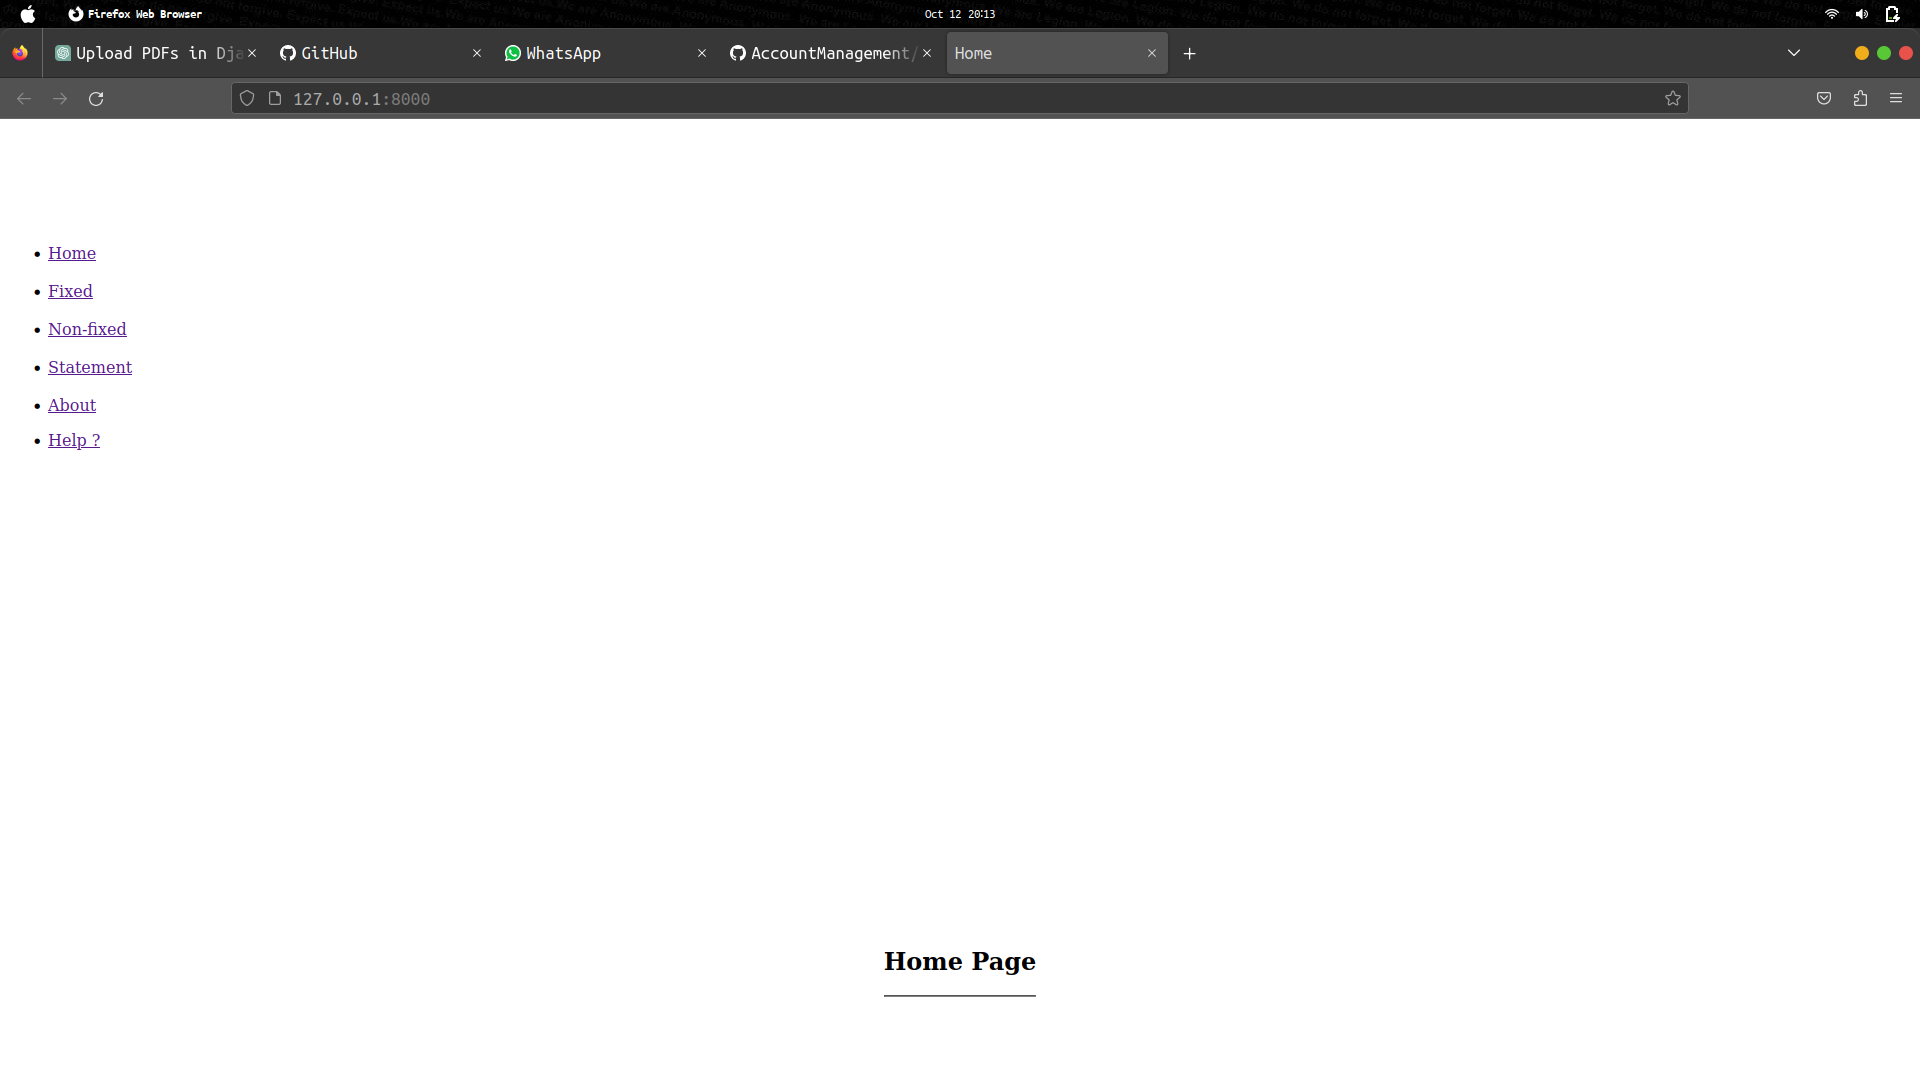 Firefox Web Browser
Oct 12 20:13
Upload PDFs in Dja
GitHub
WhatsApp
AccountManagement/
Home
127.0.0.1:8000
• Home
• Fixed
• Non-fixed
• Statement
• About
• Help ?
Home Page